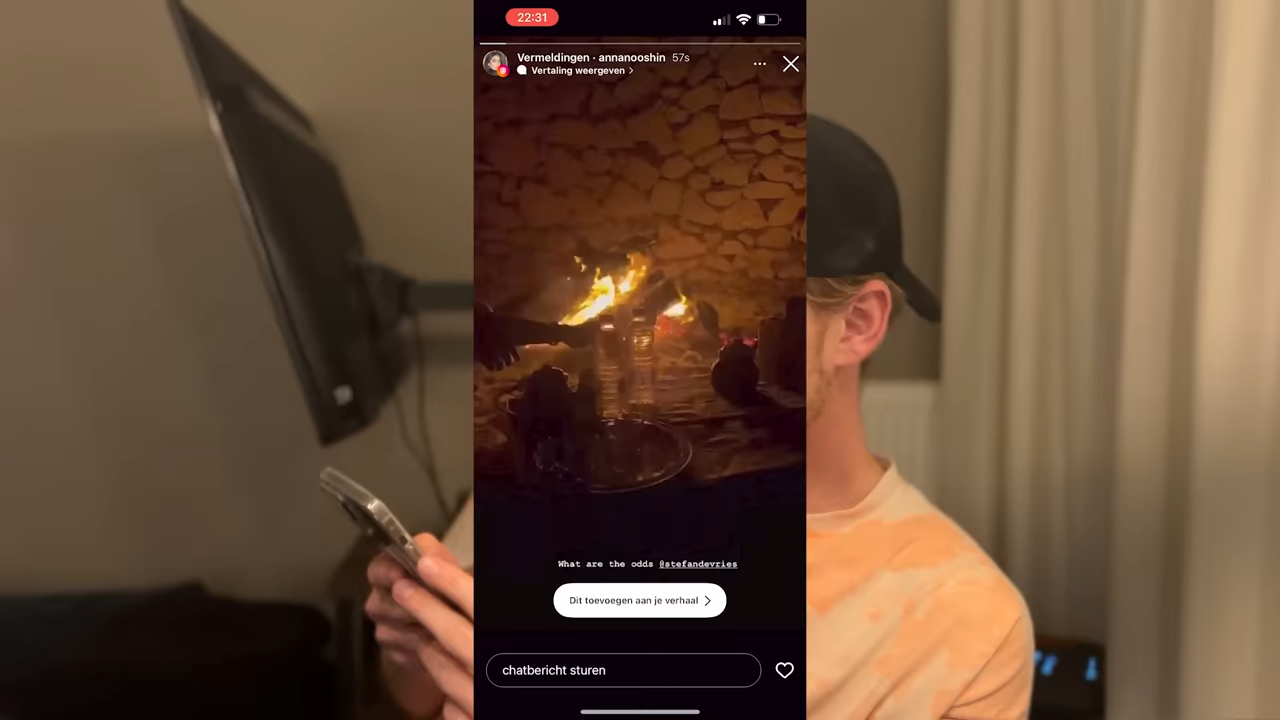 22:31
Vermeldingen · annanooshin 57s
Vertaling weergeven >
What are the odds @stefandevries
Dit toevoegen aan je verhaal >
chatbericht sturen